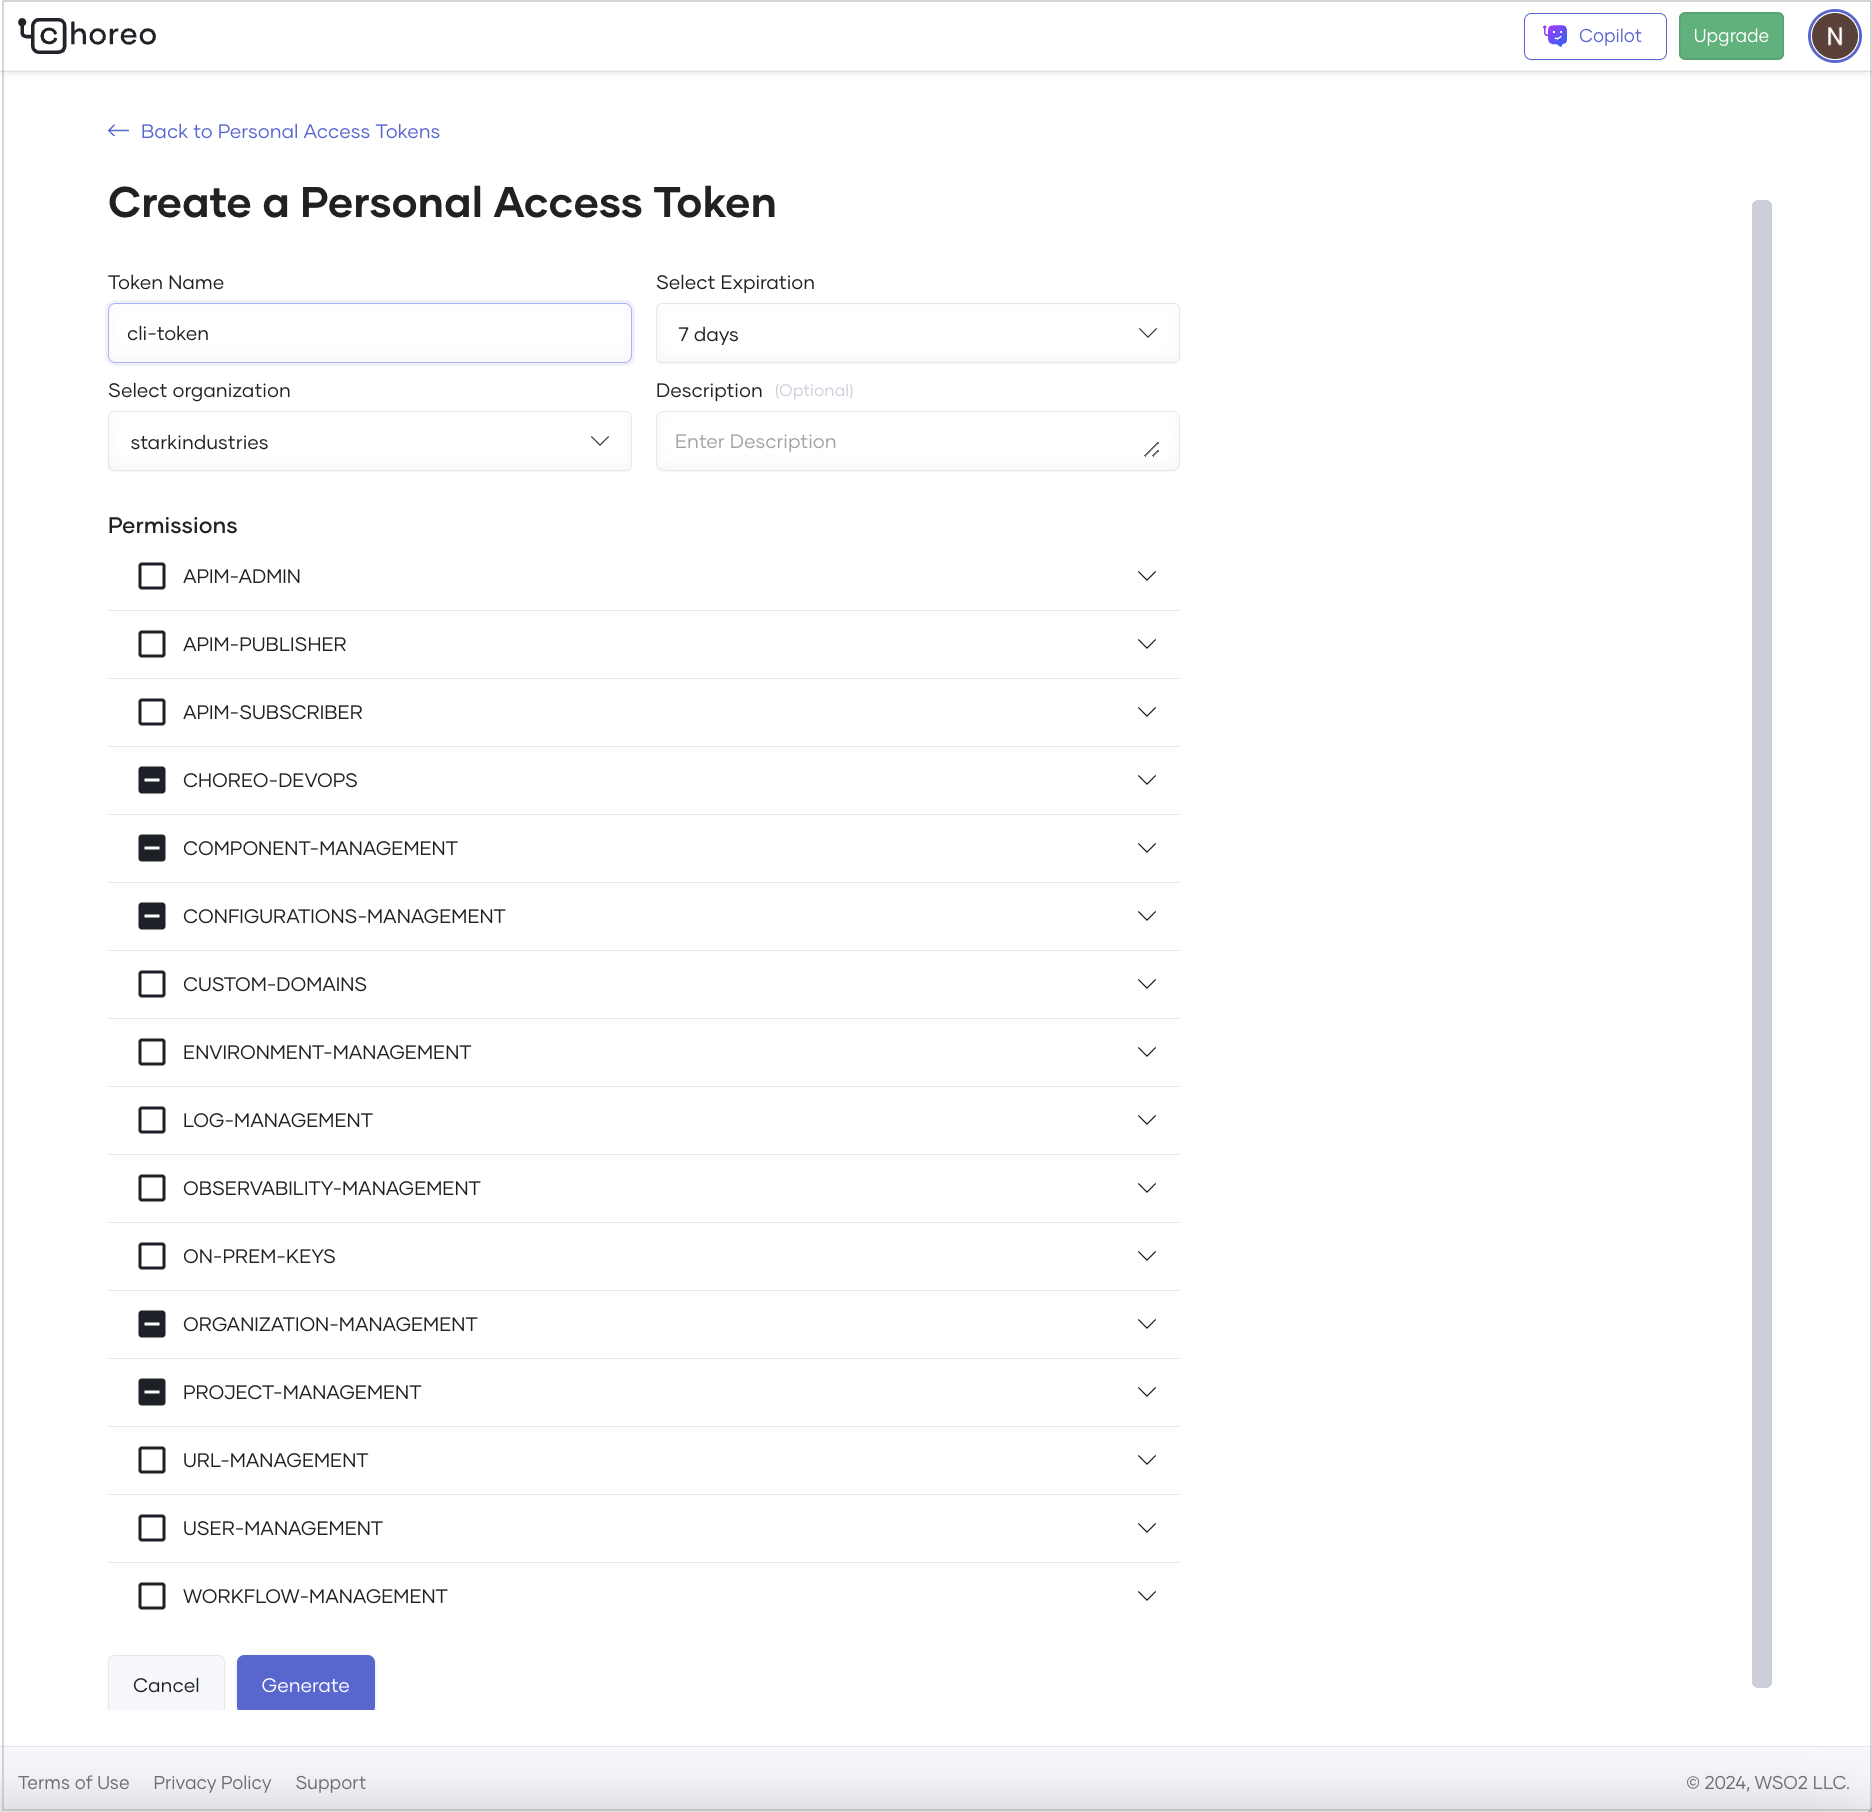 choreo
Copilot
Upgrade
N
Back to Personal Access Tokens
Create a Personal Access Token
Token Name
Select Expiration
cli-token
7 days
Select organization
Description (Optional)
starkindustries
Enter Description
Permissions
APIM-ADMIN
APIM-PUBLISHER
APIM-SUBSCRIBER
CHOREO-DEVOPS
COMPONENT-MANAGEMENT
CONFIGURATIONS-MANAGEMENT
CUSTOM-DOMAINS
ENVIRONMENT-MANAGEMENT
LOG-MANAGEMENT
OBSERVABILITY-MANAGEMENT
ON-PREM-KEYS
ORGANIZATION-MANAGEMENT
PROJECT-MANAGEMENT
URL-MANAGEMENT
USER-MANAGEMENT
WORKFLOW-MANAGEMENT
Cancel
Generate
Terms of Use
Privacy Policy
Support
© 2024, WSO2 LLC.